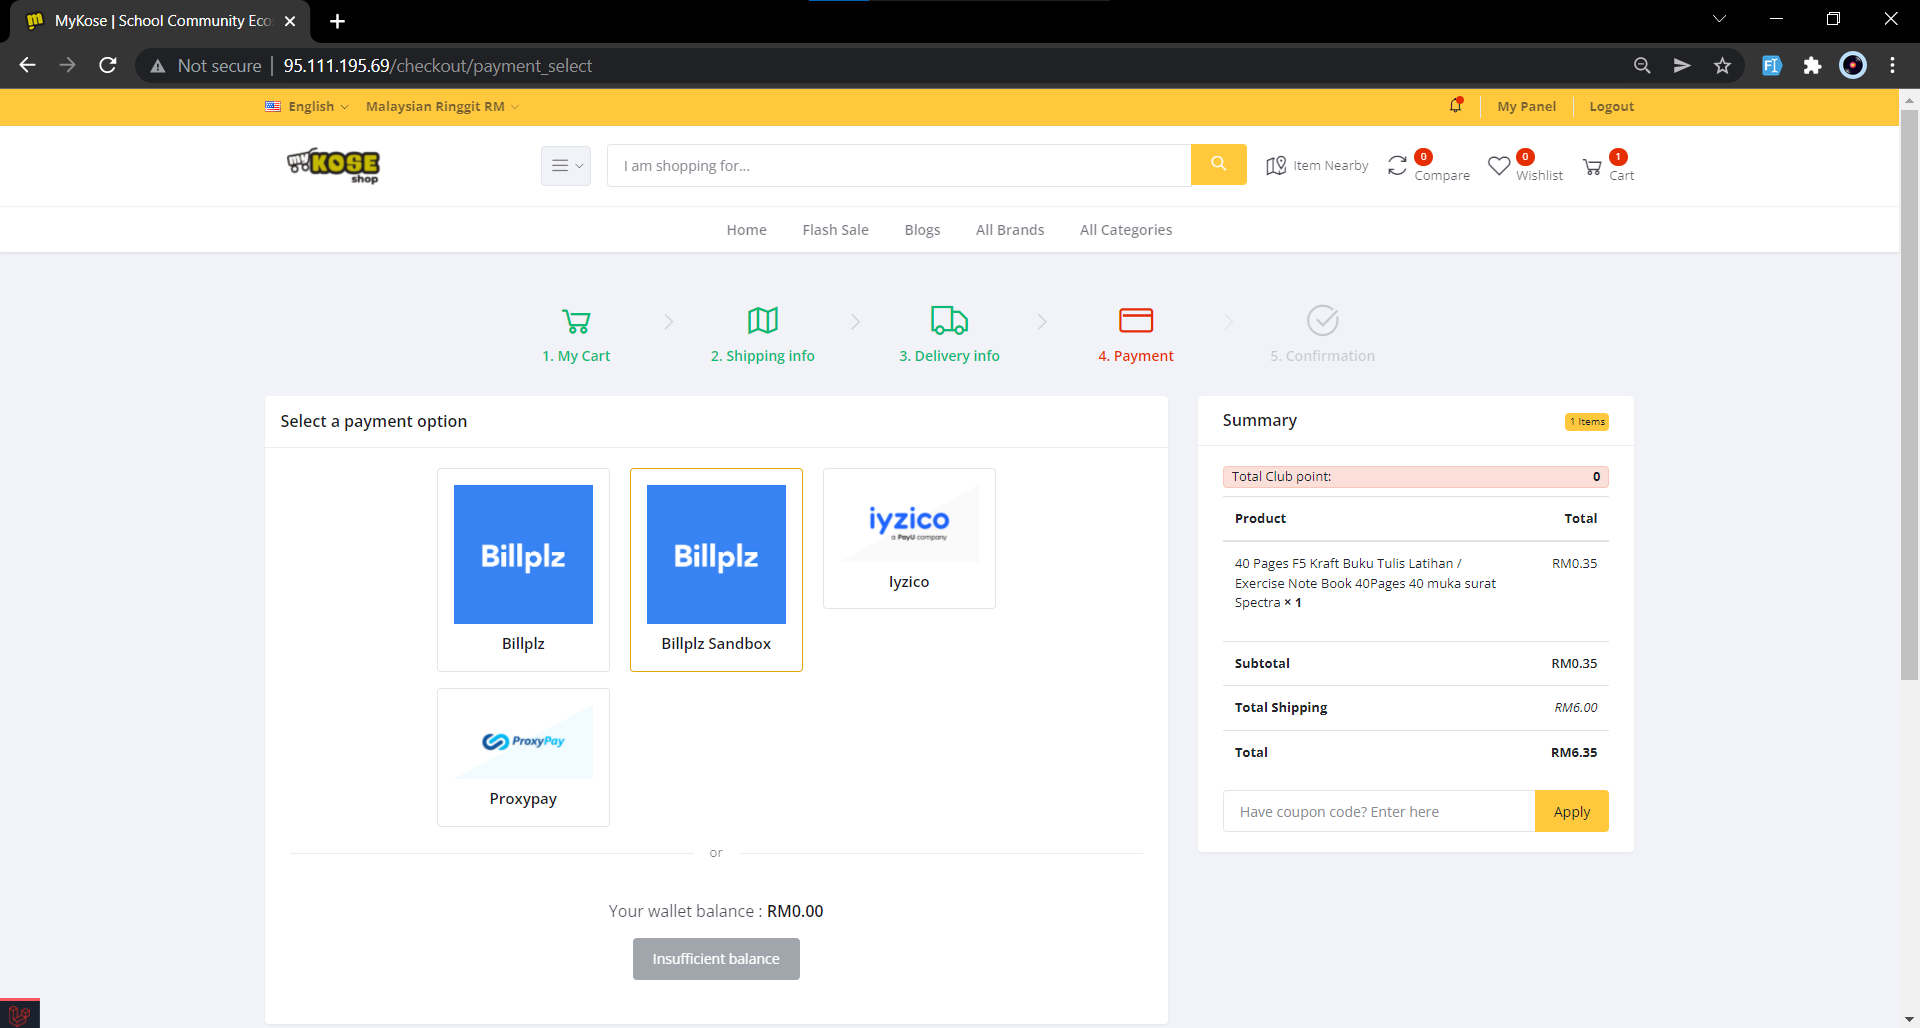 MyKose | School Community Eco
Not secure | 95.111.195.69/checkout/payment_select
English
Malaysian Ringgit RM
My Panel
Logout
my KOSE shop
I am shopping for...
Item Nearby
0
Compare
0
Wishlist
1
Cart
Home
Flash Sale
Blogs
All Brands
All Categories
1. My Cart
2. Shipping info
3. Delivery info
4. Payment
5. Confirmation
Select a payment option
Billplz
Billplz
Billplz
Billplz Sandbox
iyzico
a PayU company
Iyzico
ProxyPay
Proxypay
or
Your wallet balance : RM0.00
Insufficient balance
Summary
1 Items
Total Club point: 0
Product Total
40 Pages F5 Kraft Buku Tulis Latihan / RM0.35
Exercise Note Book 40Pages 40 muka surat
Spectra × 1
Subtotal RM0.35
Total Shipping RM6.00
Total RM6.35
Have coupon code? Enter here
Apply